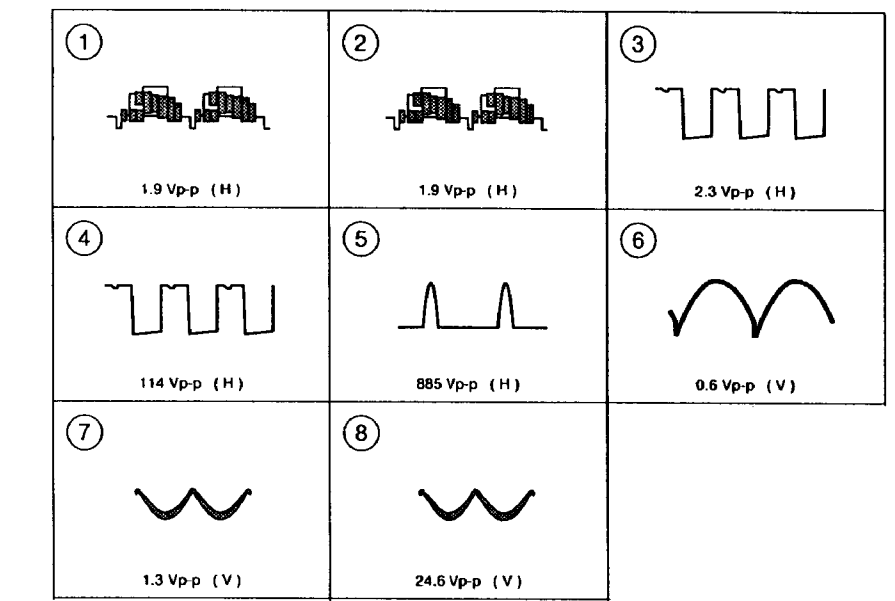 1
2
3
1.9 Vp-p (H)
1.9 Vp-p (H)
2.3 Vp-p (H)
4
5
6
114 Vp-p (H)
885 Vp-p (H)
0.6 Vp-p (V)
7
8
1.3 Vp-p (V)
24.6 Vp-p (V)